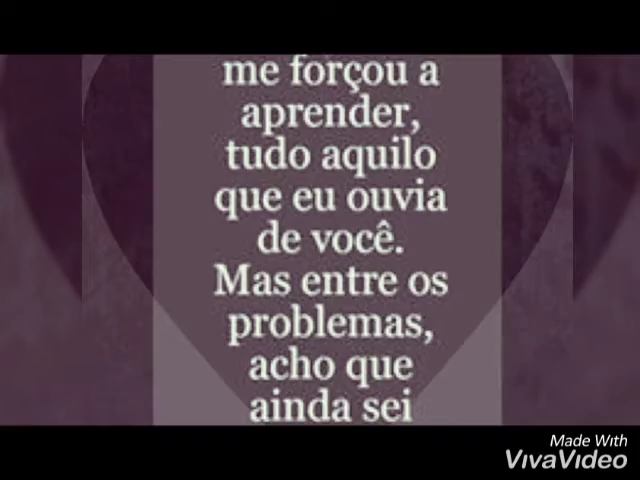 me forçou a
aprender,
tudo aquilo
que eu ouvia
de você.
Mas entre os
problemas,
acho que
ainda sei
Made With
VivaVideo